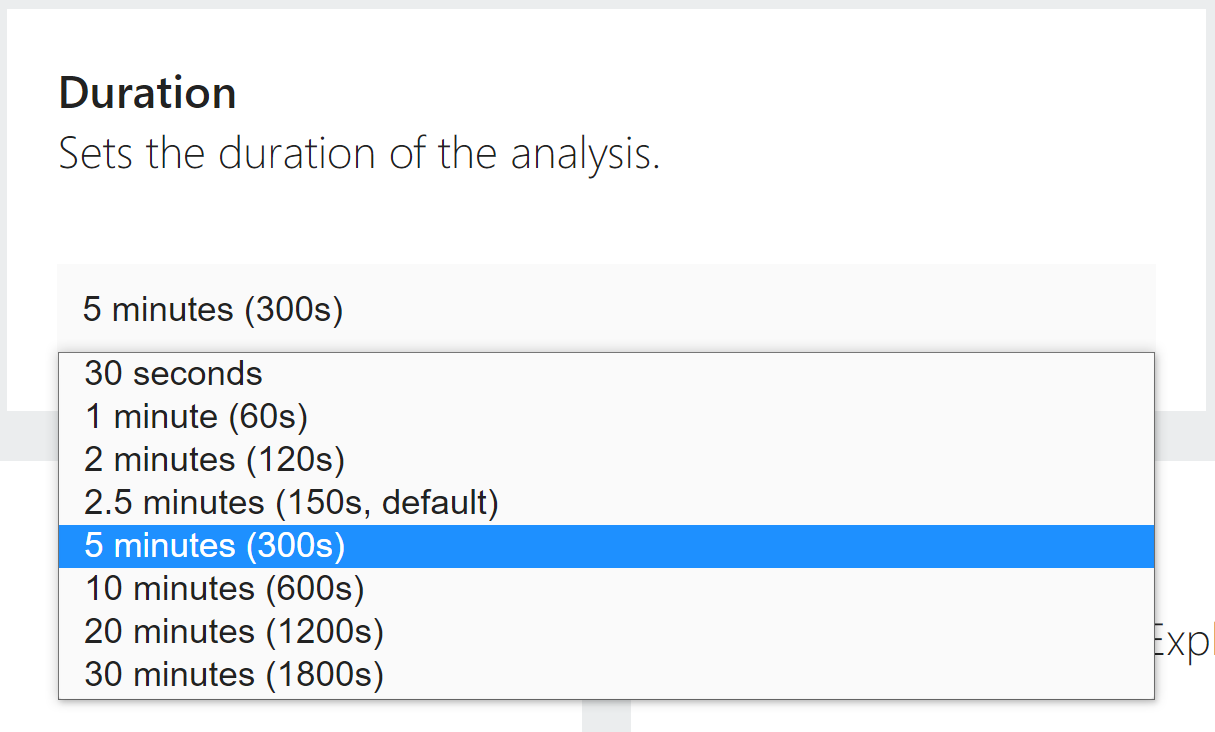 Duration
Sets the duration of the analysis.
5 minutes (300s)
30 seconds
1 minute (60s)
2 minutes (120s)
2.5 minutes (150s, default)
5 minutes (300s)
10 minutes (600s)
20 minutes (1200s)
30 minutes (1800s)